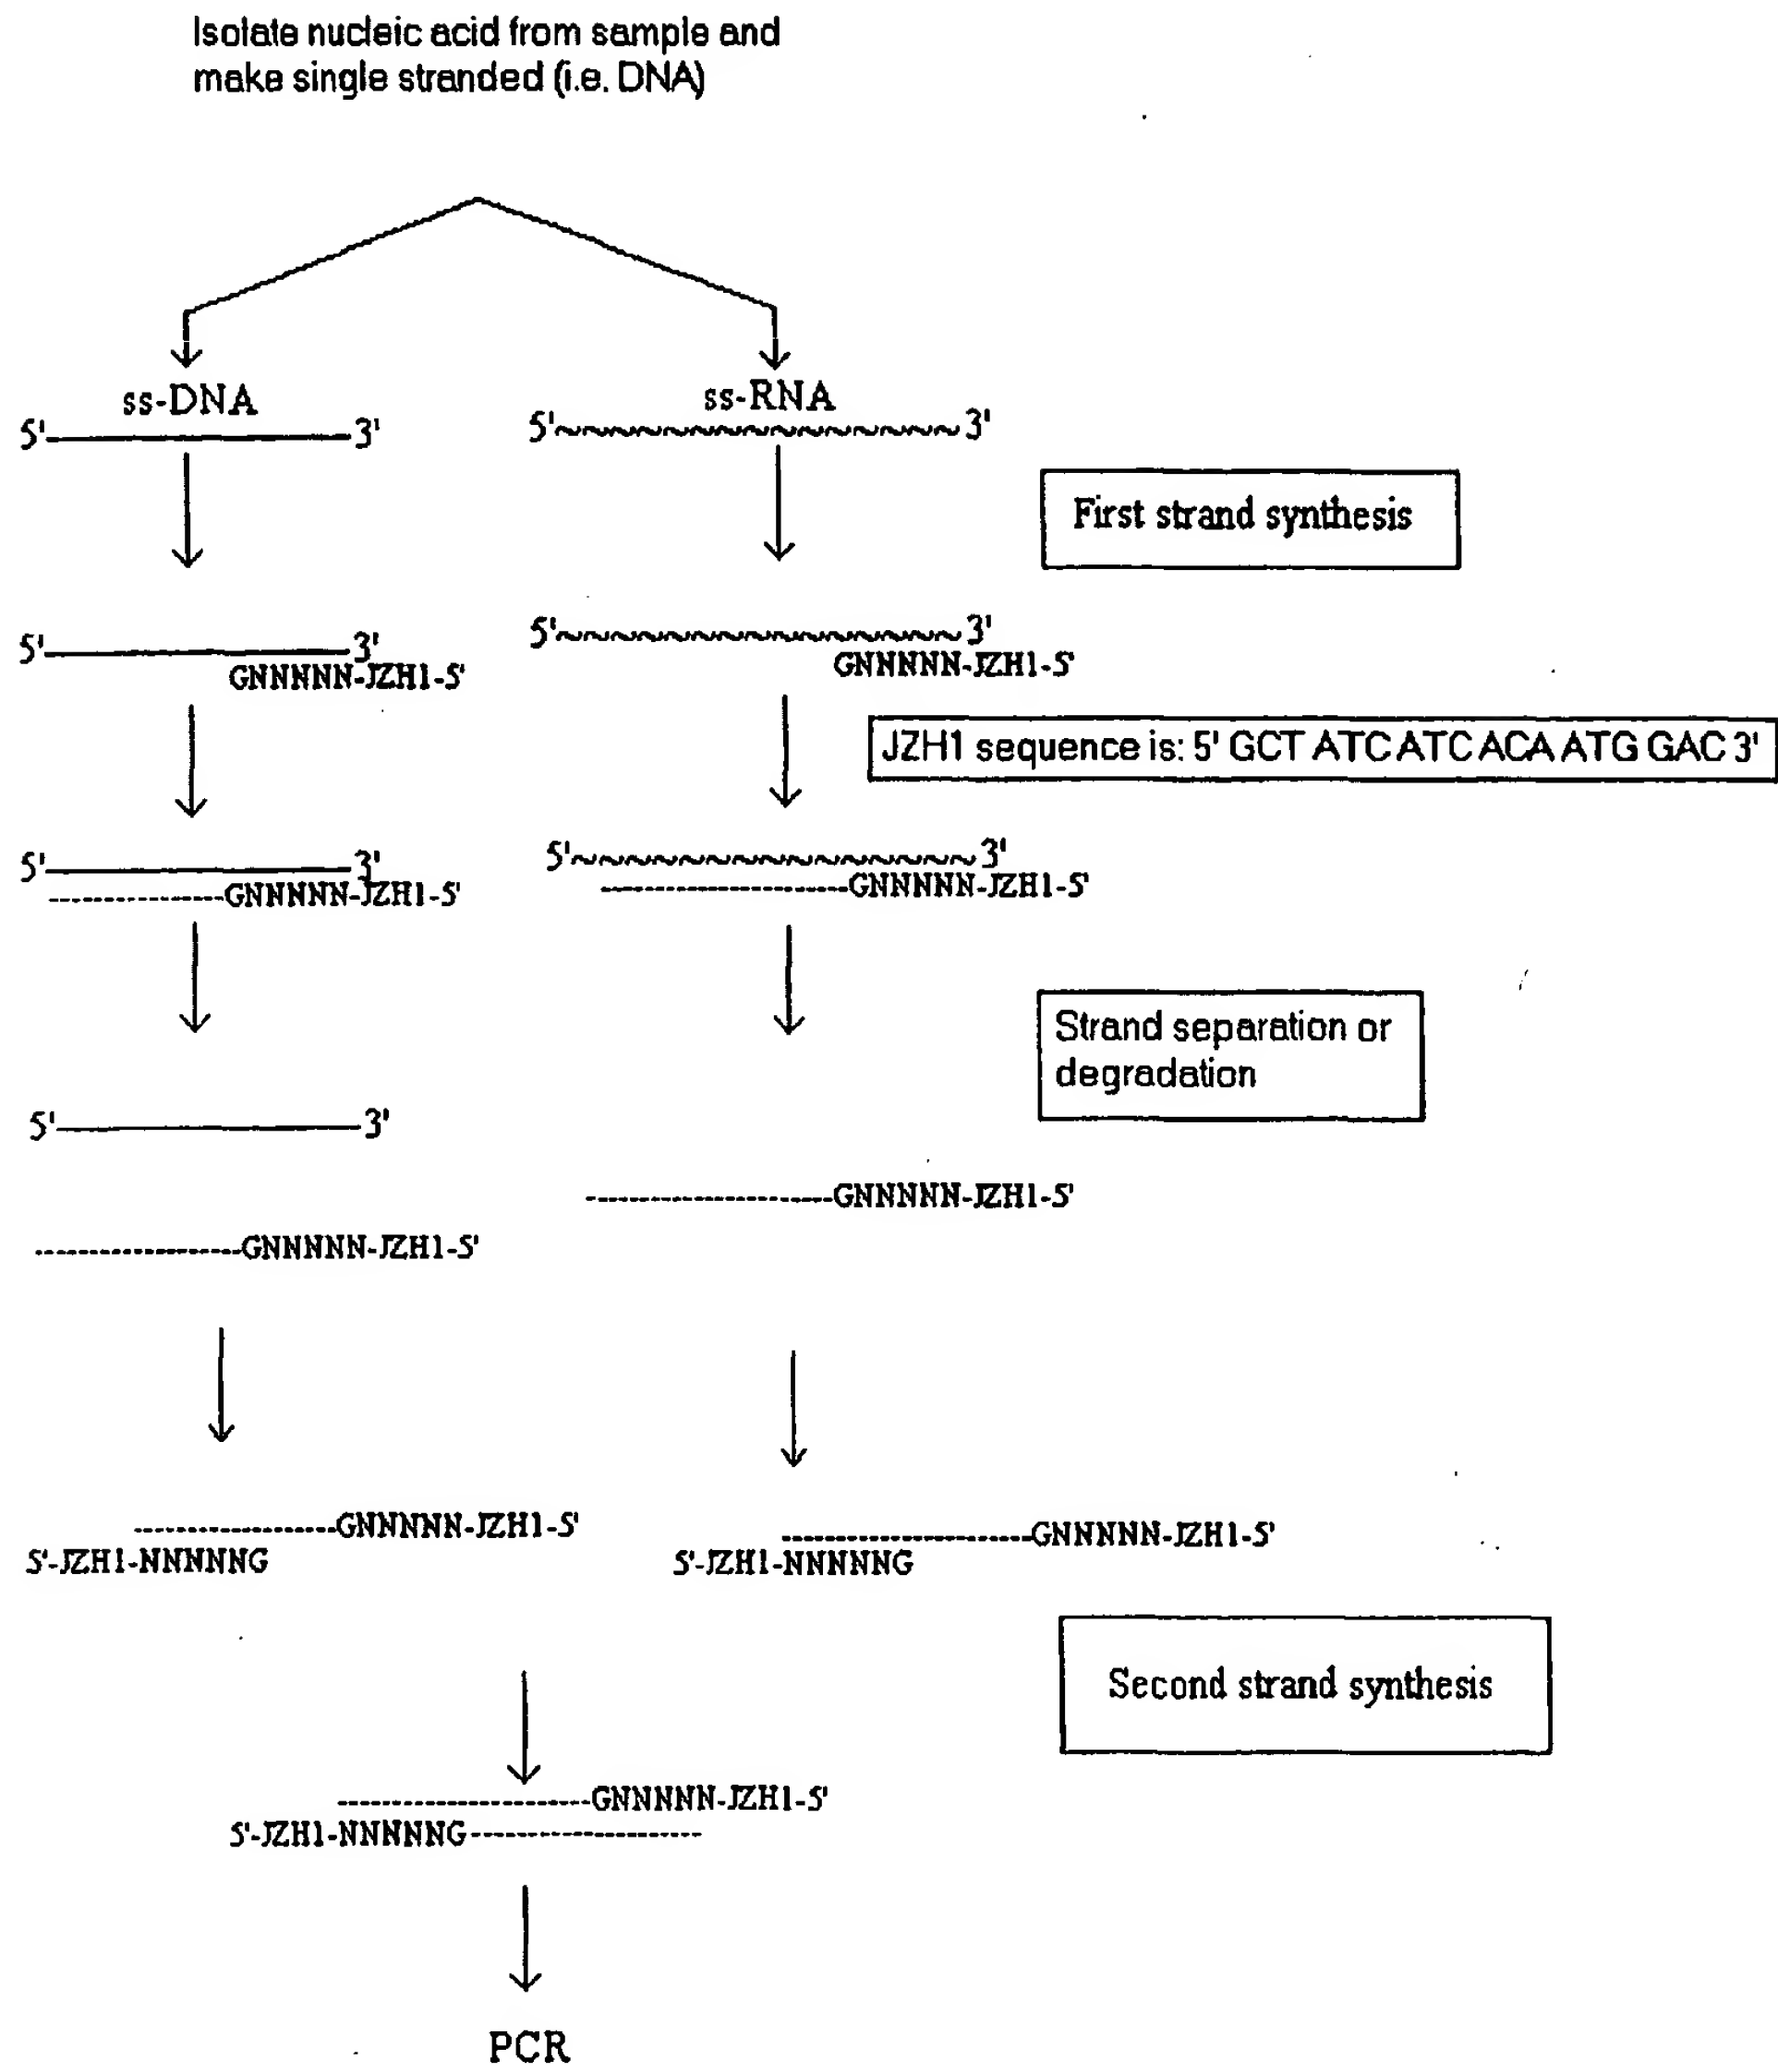 Isolate nucleic acid from sample and
make single stranded (i.e. DNA)
ss-DNA
5' 3'
ss-RNA
5' 3'
First strand synthesis
5' 3'
GNNNNN-JZH1-5'
5' 3'
GNNNNN-JZH1-5'
JZH1 sequence is: 5' GCT ATC ATC ACA ATG GAC 3'
5' 3'
GNNNNN-JZH1-5'
5' 3'
GNNNNN-JZH1-5'
Strand separation or
degradation
5' 3'
GNNNNN-JZH1-5'
GNNNNN-JZH1-5'
GNNNNN-JZH1-5'
5'-JZH1-NNNNNG
GNNNNN-JZH1-5'
5'-JZH1-NNNNNG
Second strand synthesis
GNNNNN-JZH1-5'
5'-JZH1-NNNNNG
PCR